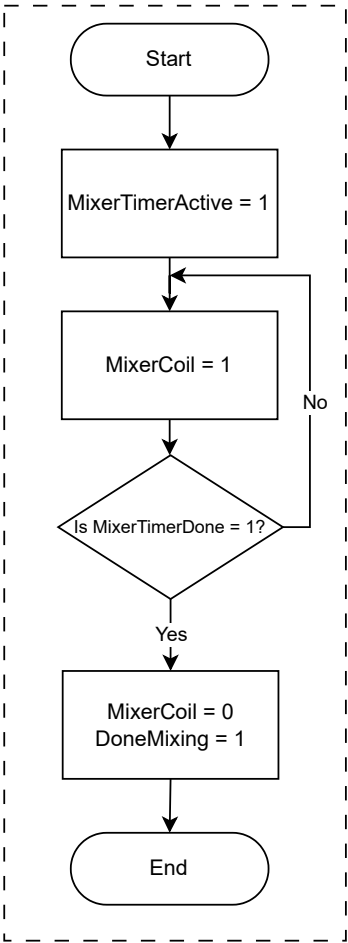 Start
MixerTimerActive = 1
MixerCoil = 1
No
Is MixerTimerDone = 1?
Yes
MixerCoil = 0
DoneMixing = 1
End